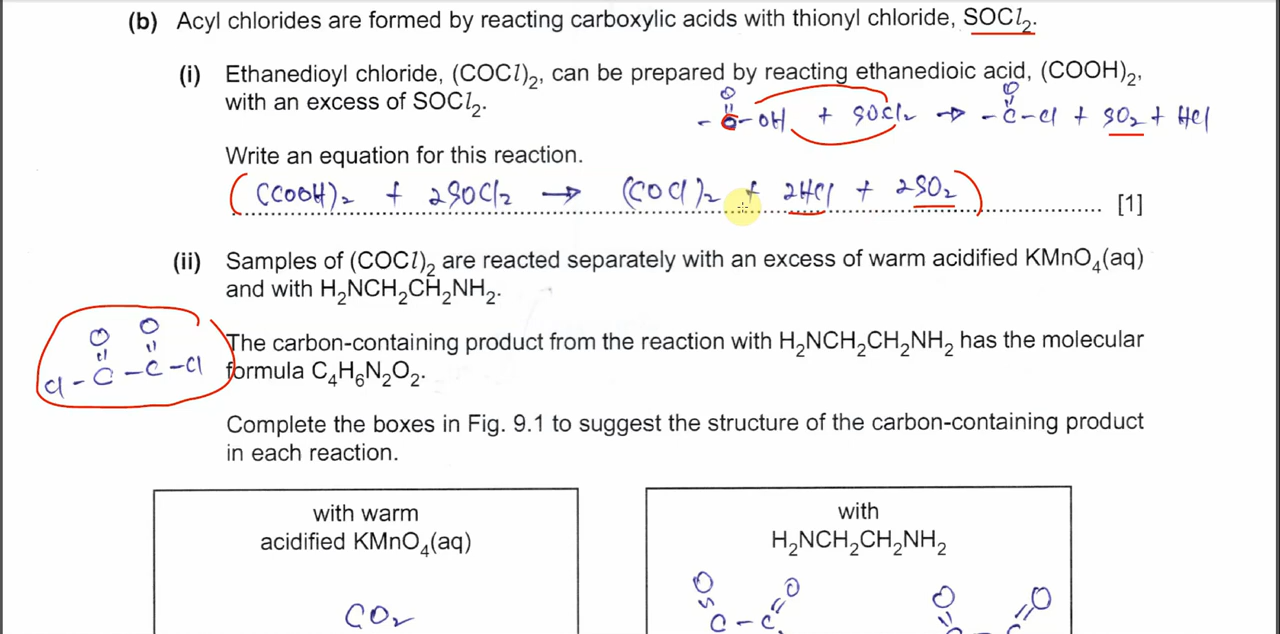 (b) Acyl chlorides are formed by reacting carboxylic acids with thionyl chloride, SOCl₂.
(i) Ethanedioyl chloride, (COCl)₂, can be prepared by reacting ethanedioic acid, (COOH)₂,
with an excess of SOCl₂.
O O
-C-OH + SOCl₂ → -C-Cl + SO₂ + HCl
Write an equation for this reaction.
(COOH)₂ + 2SOCl₂ → (COCl)₂ + 2HCl + 2SO₂
[1]
(ii) Samples of (COCl)₂ are reacted separately with an excess of warm acidified KMnO₄(aq)
and with H₂NCH₂CH₂NH₂.
O O
Cl-C-C-Cl
The carbon-containing product from the reaction with H₂NCH₂CH₂NH₂ has the molecular
formula C₄H₆N₂O₂.
Complete the boxes in Fig. 9.1 to suggest the structure of the carbon-containing product
in each reaction.
with warm
acidified KMnO₄(aq)
CO₂
with
H₂NCH₂CH₂NH₂
O O O O
C-C